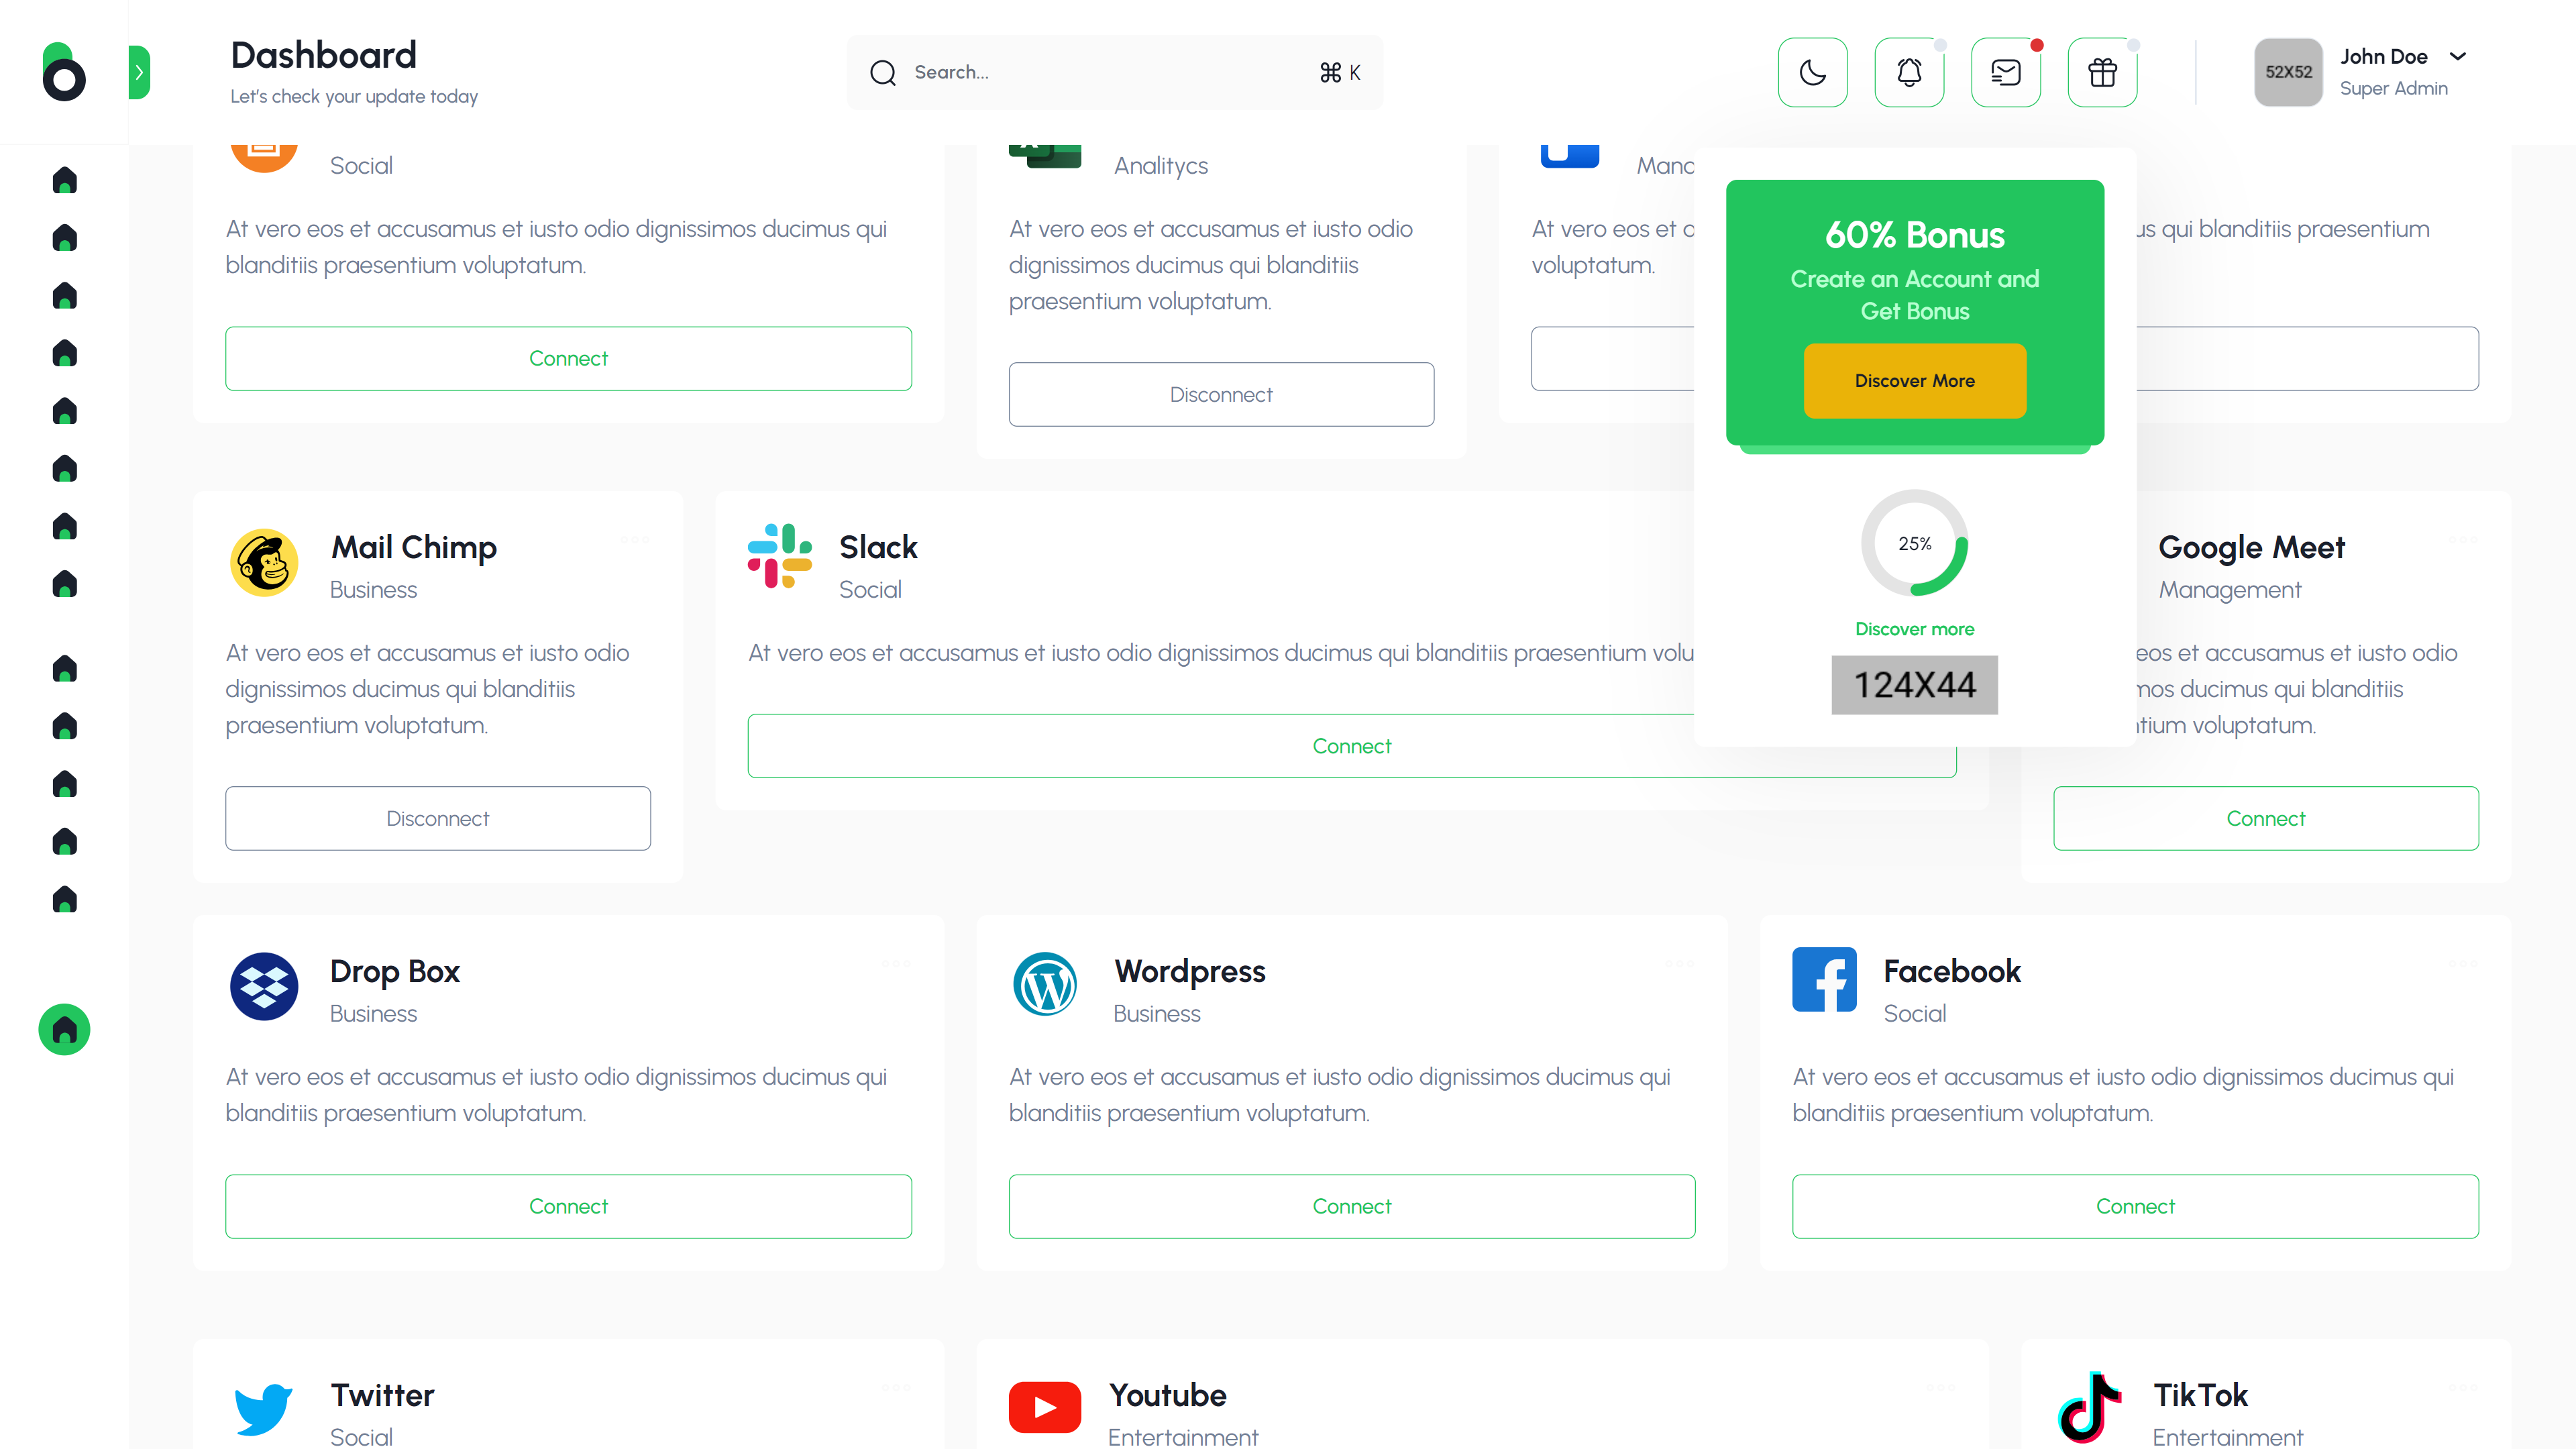 Dashboard
Let's check your update today
Search...
⌘ K
52X52
John Doe
Super Admin
Social
At vero eos et accusamus et iusto odio dignissimos ducimus qui
blanditiis praesentium voluptatum.
Connect
Analitycs
At vero eos et accusamus et iusto odio
dignissimos ducimus qui blanditiis
praesentium voluptatum.
Disconnect
At vero eos et
voluptatum.
qui blanditiis praesentium
60% Bonus
Create an Account and
Get Bonus
Discover More
25%
Discover more
124X44
Mail Chimp
Business
At vero eos et accusamus et iusto odio
dignissimos ducimus qui blanditiis
praesentium voluptatum.
Disconnect
Slack
Social
At vero eos et accusamus et iusto odio dignissimos ducimus qui blanditiis praesentium
Connect
Google Meet
Management
eos et accusamus et iusto odio
ducimus qui blanditiis
voluptatum.
Connect
Drop Box
Business
At vero eos et accusamus et iusto odio dignissimos ducimus qui
blanditiis praesentium voluptatum.
Connect
Wordpress
Business
At vero eos et accusamus et iusto odio dignissimos ducimus qui
blanditiis praesentium voluptatum.
Connect
Facebook
Social
At vero eos et accusamus et iusto odio dignissimos ducimus qui
blanditiis praesentium voluptatum.
Connect
Twitter
Social
Youtube
Entertainment
TikTok
Entertainment